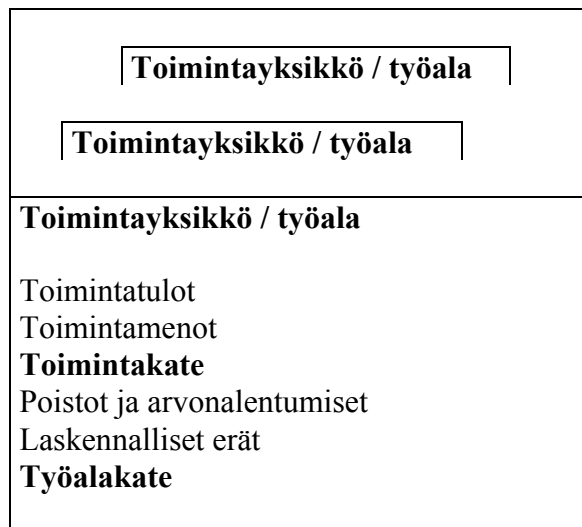 Toimintayksikkö / työala
Toimintayksikkö / työala
Toimintayksikkö / työala
Toimintatulot
Toimintamenot
Toimintakate
Poistot ja arvonalentumiset
Laskennalliset erät
Työalakate